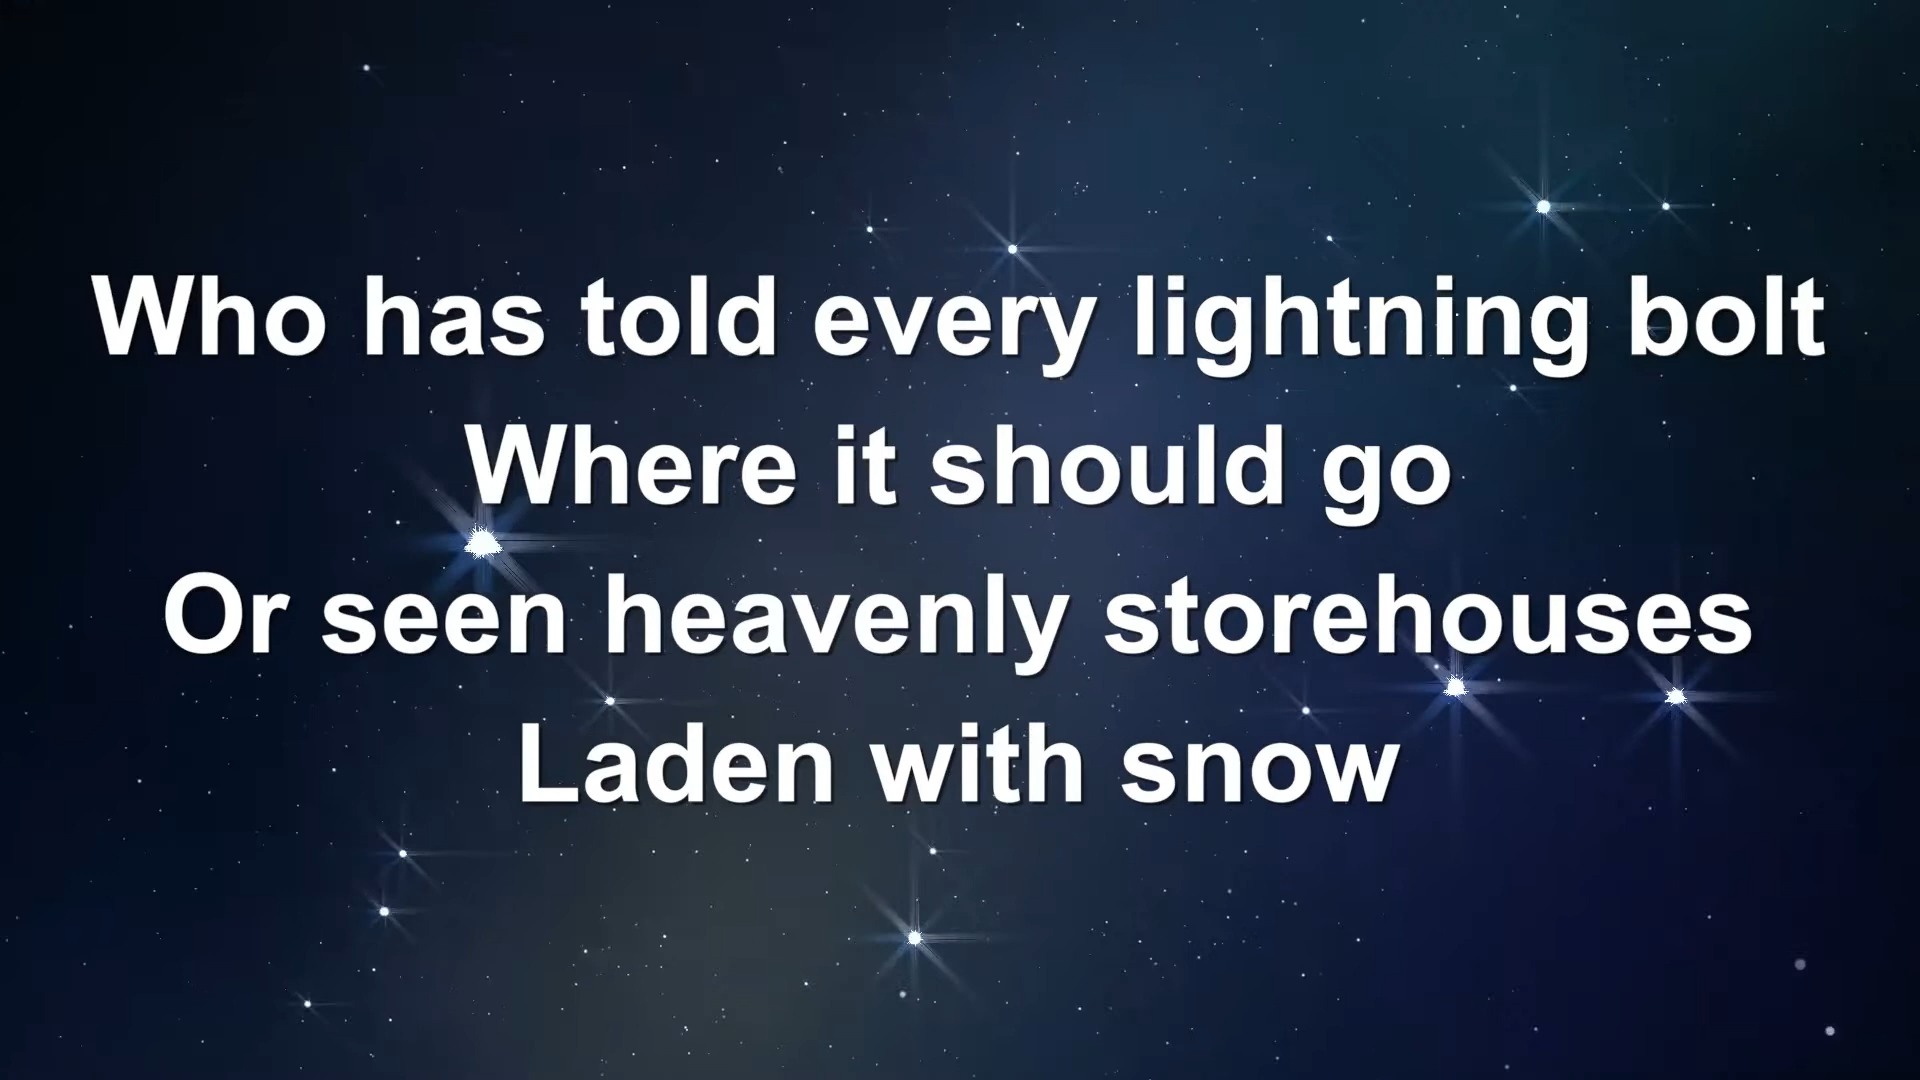 Who has told every lightning bolt
Where it should go
Or seen heavenly storehouses
Laden with snow